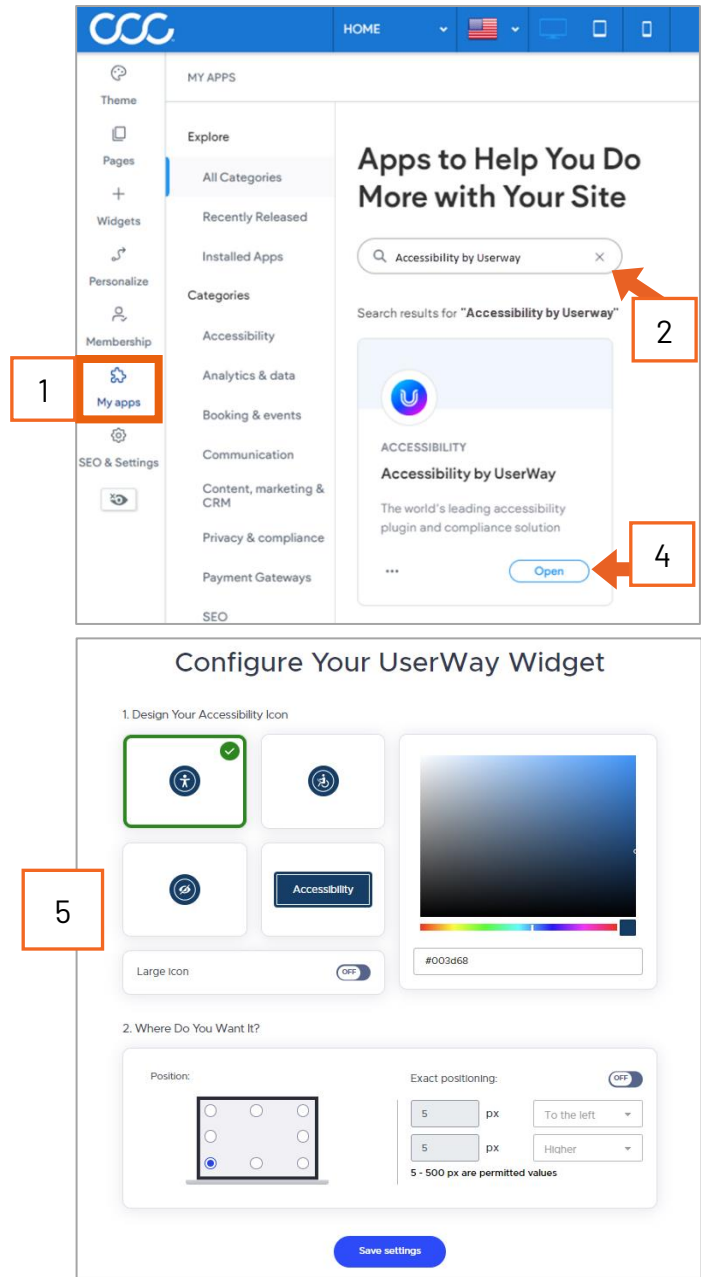 CCC
HOME
Theme
Pages
Widgets
Personalize
Membership
1
My apps
SEO & Settings
MY APPS
Explore
All Categories
Recently Released
Installed Apps
Categories
Accessibility
Analytics & data
Booking & events
Communication
Content, marketing &
CRM
Privacy & compliance
Payment Gateways
SEO
Apps to Help You Do
More with Your Site
Accessibility by Userway
2
Search results for "Accessibility by Userway"
ACCESSIBILITY
Accessibility by UserWay
The world's leading accessibility
plugin and compliance solution
... Open
4
Configure Your UserWay Widget
1. Design Your Accessibility Icon
Accessibility
5
Large Icon OFF
#003d68
2. Where Do You Want It?
Position:
Exact positioning: OFF
5 px To the left
5 px Higher
5 - 500 px are permitted values
Save settings